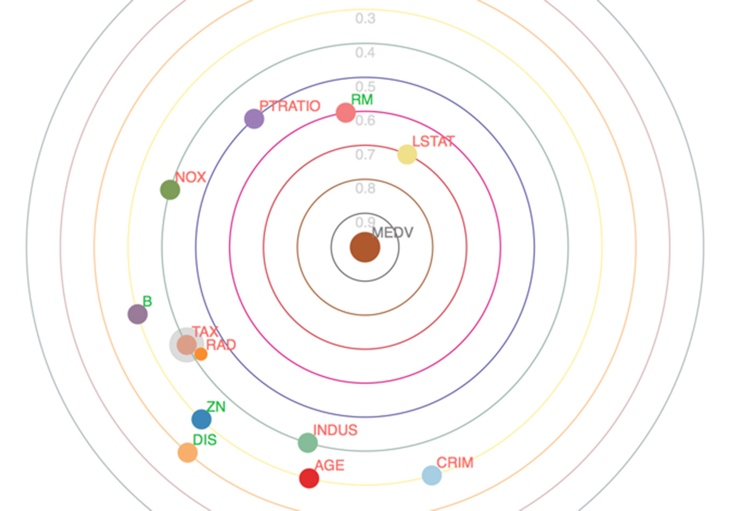 0.3
0.4
0.5
RM
PTRATIO
0.6
LSTAT
0.7
NOX
0.8
0.9
MEDV
B
TAX
RAD
ZN
INDUS
DIS
CRIM
AGE